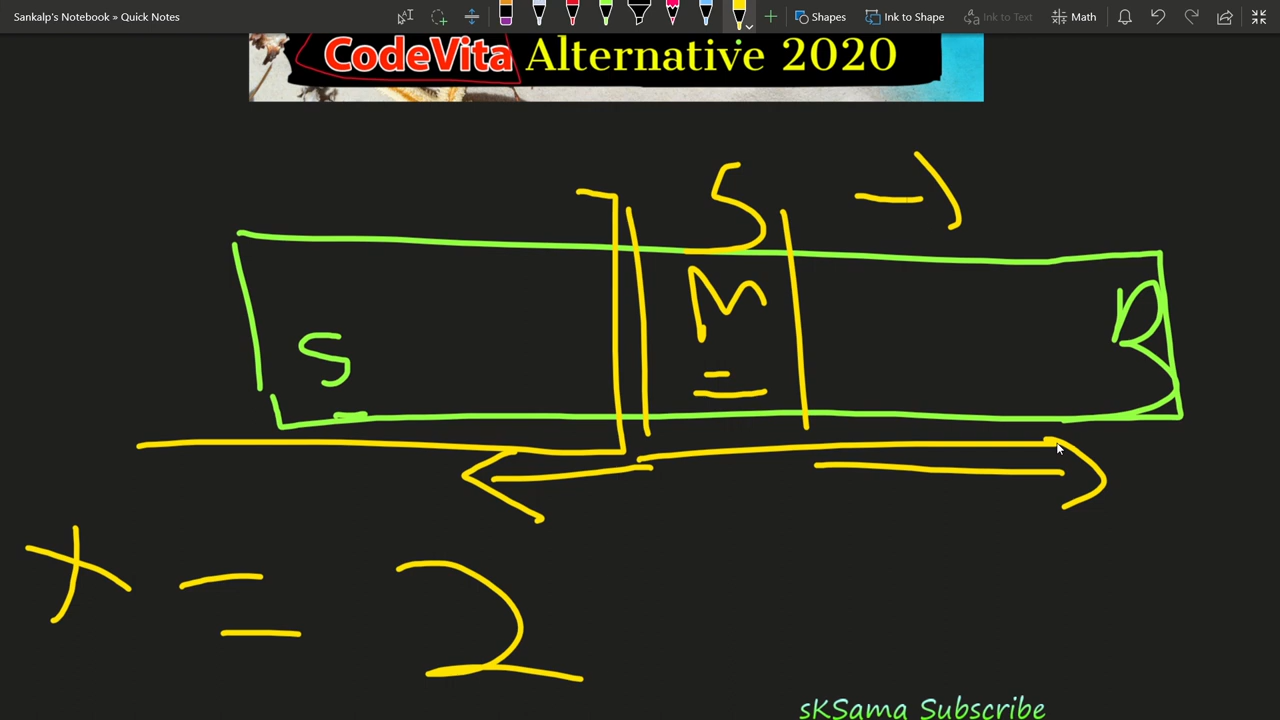 Sankalp's Notebook » Quick Notes
Shapes Ink to Shape Ink to Text Math
CodeVita Alternative 2020
S
M
S
x = 2
sKSama Subscribe